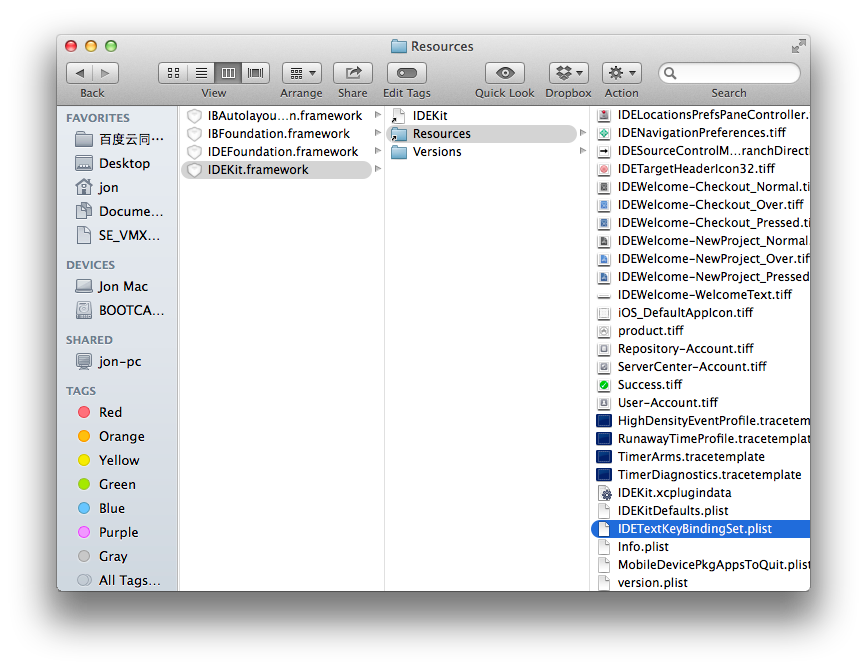 Resources
Back
View
Arrange
Share
Edit Tags
Quick Look
Dropbox
Action
Search
FAVORITES
百度云同…
Desktop
jon
Docume…
SE_VMX…
DEVICES
Jon Mac
BOOTCA…
SHARED
jon-pc
TAGS
Red
Orange
Yellow
Green
Blue
Purple
Gray
All Tags…
IBAutolayou…n.framework
IBFoundation.framework
IDEFoundation.framework
IDEKit.framework
IDEKit
Resources
Versions
IDELocationsPrefsPaneController.
IDENavigationPreferences.tiff
IDESourceControlM…ranchDirect
IDETargetHeaderIcon32.tiff
IDEWelcome-Checkout_Normal.ti
IDEWelcome-Checkout_Over.tiff
IDEWelcome-Checkout_Pressed.ti
IDEWelcome-NewProject_Normal.
IDEWelcome-NewProject_Over.tiff
IDEWelcome-NewProject_Pressed
IDEWelcome-WelcomeText.tiff
iOS_DefaultAppIcon.tiff
product.tiff
Repository-Account.tiff
ServerCenter-Account.tiff
Success.tiff
User-Account.tiff
HighDensityEventProfile.tracetem
RunawayTimeProfile.tracetemplat
TimerArms.tracetemplate
TimerDiagnostics.tracetemplate
IDEKit.xcplugindata
IDEKitDefaults.plist
IDETextKeyBindingSet.plist
Info.plist
MobileDevicePkgAppsToQuit.plist
version.plist